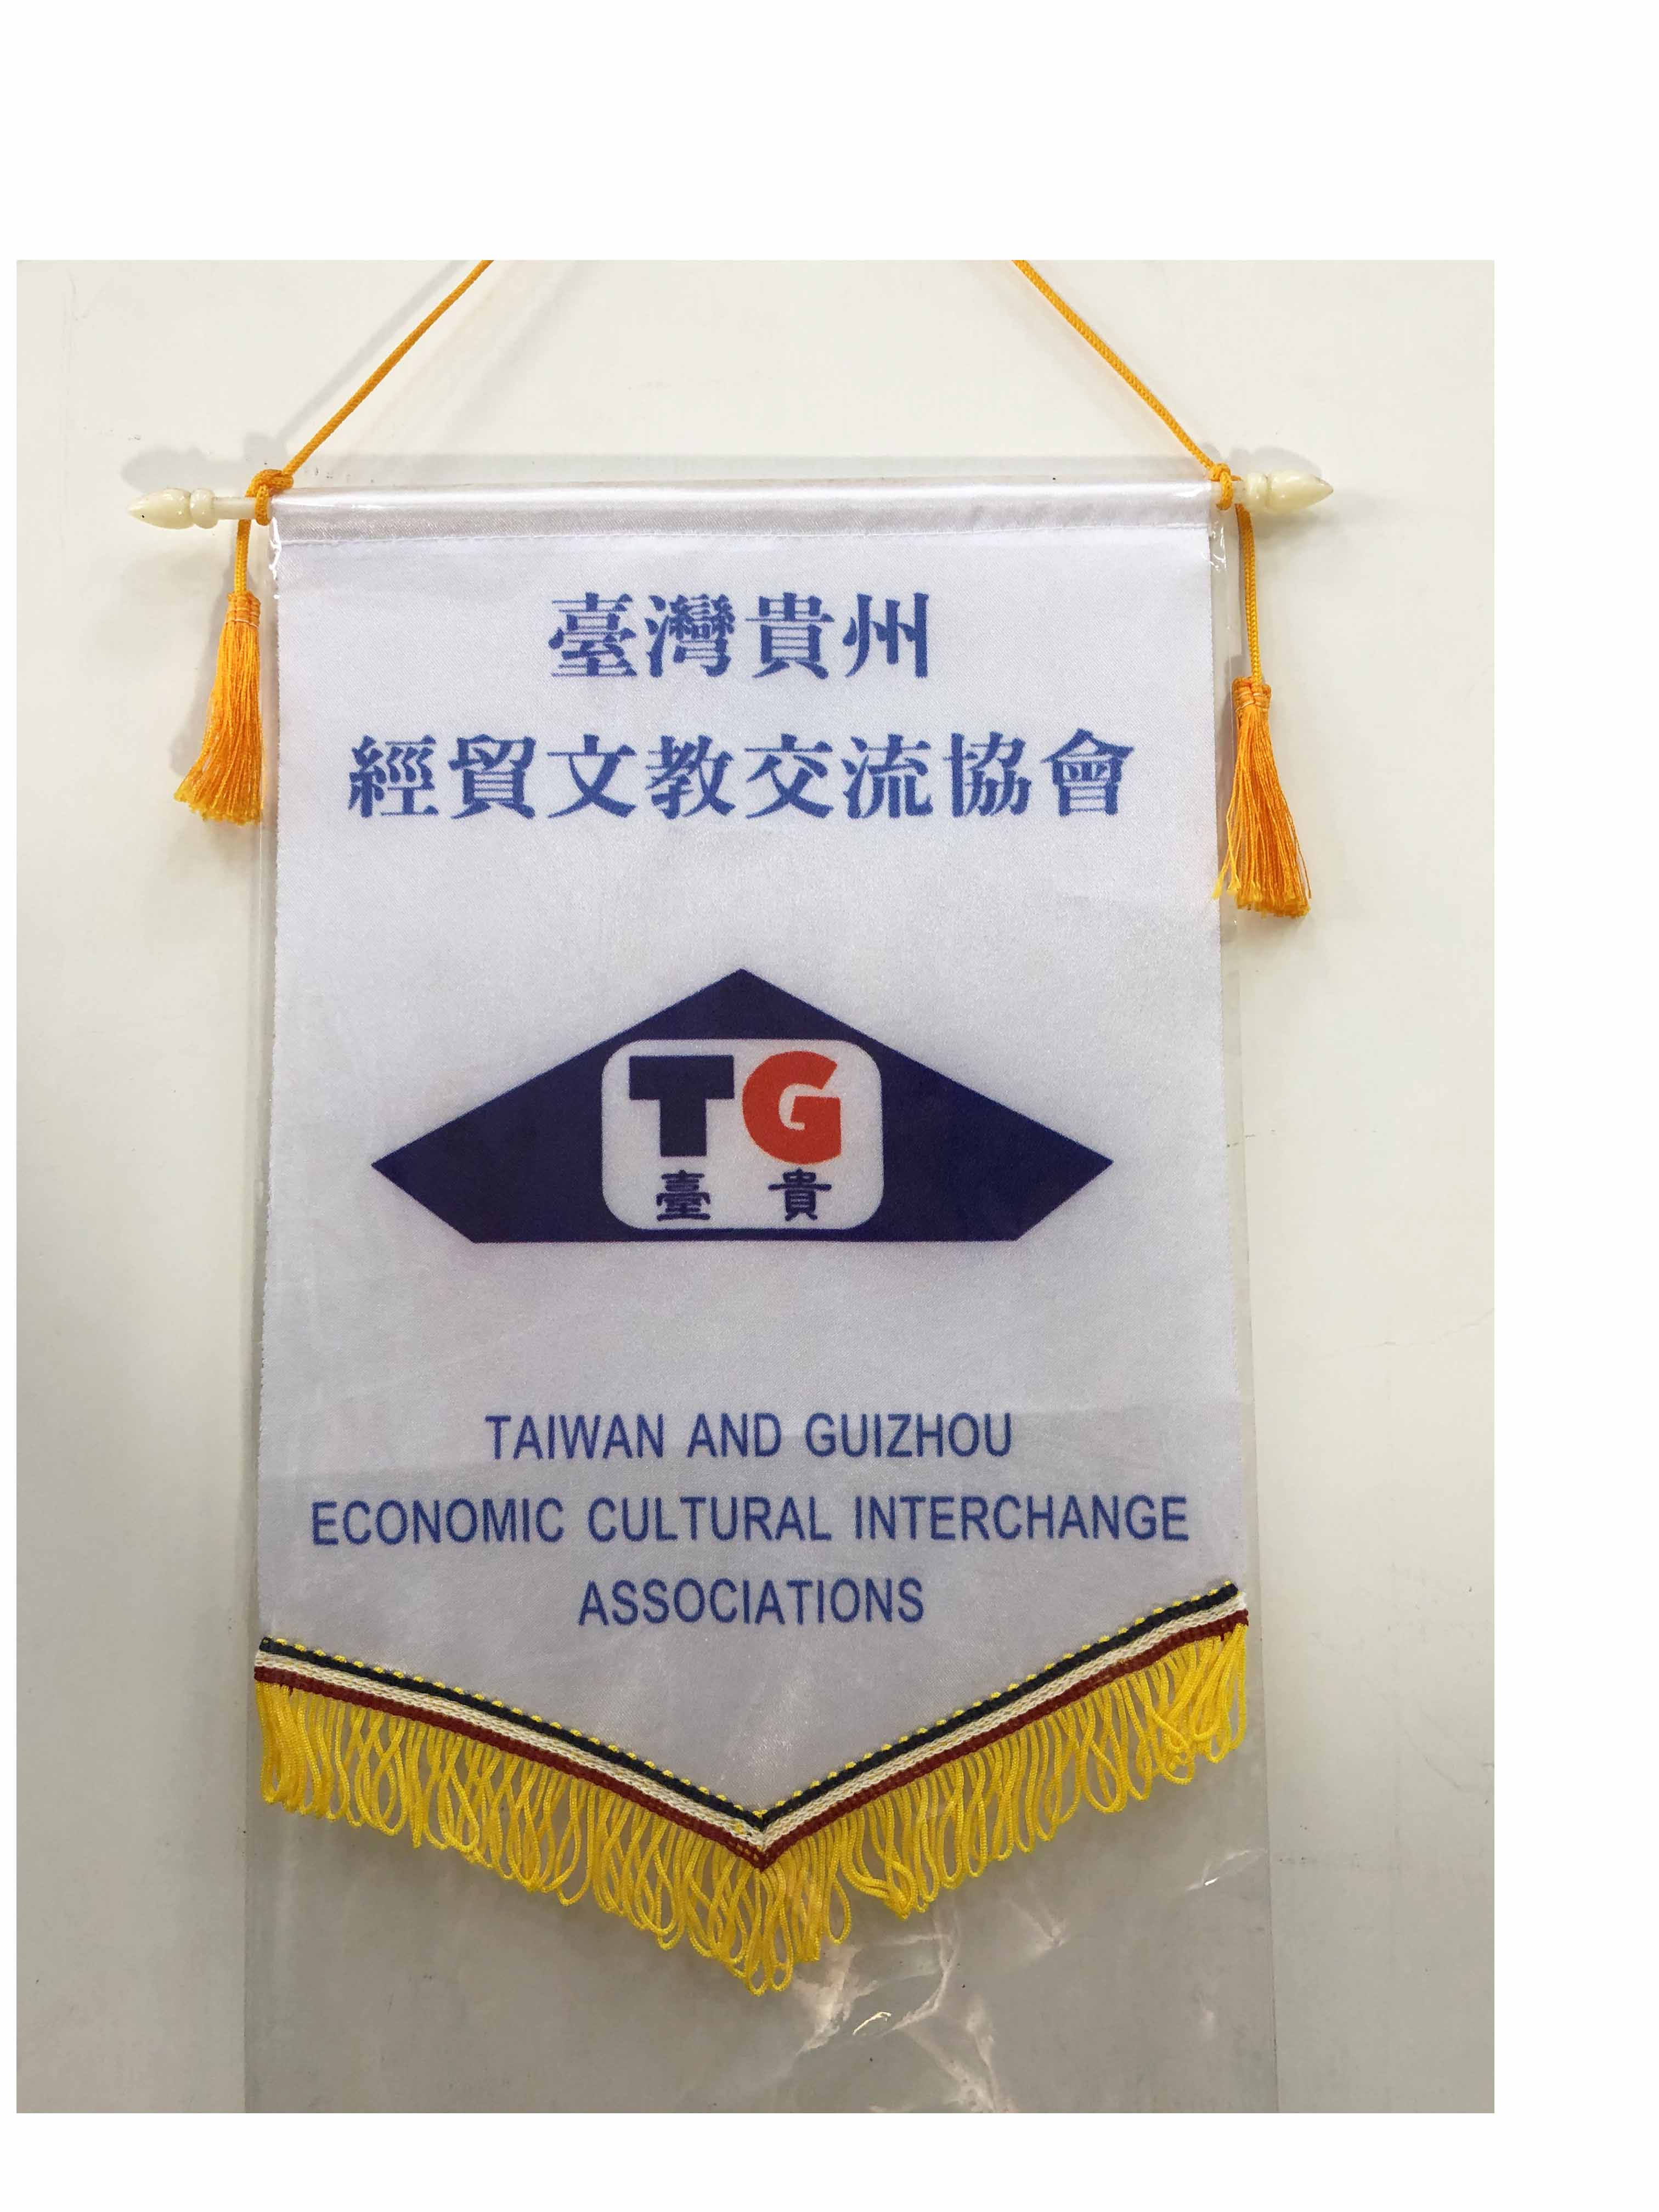 臺灣貴州
經貿文教交流協會
TG
臺 貴
TAIWAN AND GUIZHOU
ECONOMIC CULTURAL INTERCHANGE
ASSOCIATIONS